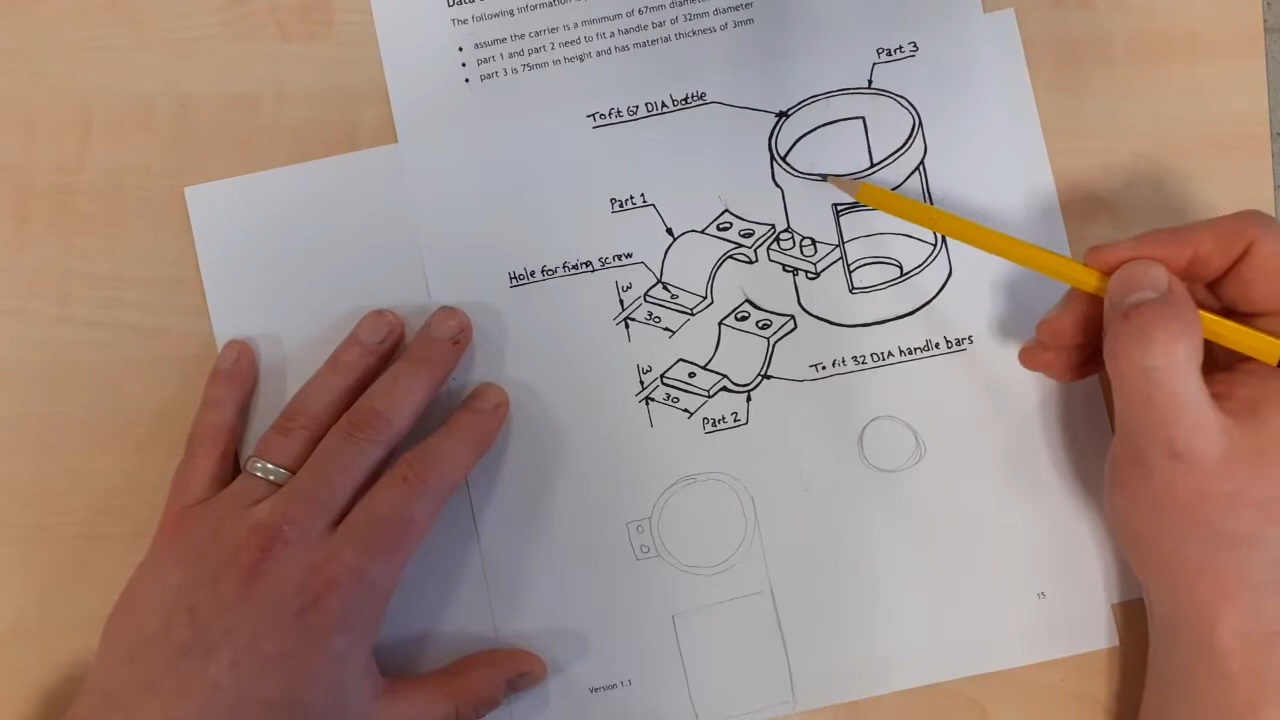 The following information is
assume the carrier is a minimum of 67mm diameter
part 1 and part 2 need to fit a handle bar of 32mm diameter
part 3 is 75mm in height and has material thickness of 3mm
Part 3
To fit 67 DIA bottle
Part 1
Hole for fixing screw
3
30
To fit 32 DIA handle bars
3
30
Part 2
15
Version 1.1